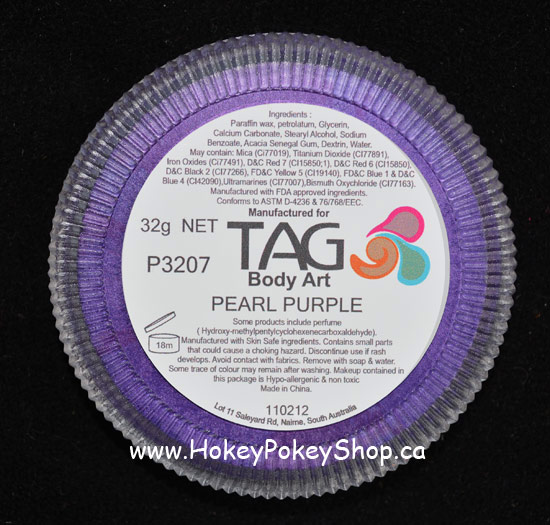 Ingredients :
Paraffin wax, petrolatum, Glycerin,
Calcium Carbonate, Stearyl Alcohol, Sodium
Benzoate, Acacia Senegal Gum, Dextrin, Water.
May contain: Mica (CI77019), Titanium Dioxide (CI77891),
Iron Oxides (CI77491), D&C Red 7 (CI15850;1), D&C Red 6 (CI15850),
D&C Black 2 (CI77266), FD&C Yellow 5 (CI19140), FD&C Blue 1 & D&C
Blue 4 (CI42090),Ultramarines (CI77007),Bismuth Oxychloride (CI77163).
Manufactured with FDA approved ingredients.
Conforms to ASTM D-4236 & 76/768/EEC.
Manufactured for
32g NET
TAG
P3207
Body Art
PEARL PURPLE
Some products include perfume
( Hydroxy-methylpentylcyclohexenecarboxaldehyde).
18m
Manufactured with Skin Safe ingredients. Contains small parts
that could cause a choking hazard. Discontinue use if rash
develops. Avoid contact with fabrics. Remove with soap & water.
Some trace of colour may remain after washing. Makeup contained in
this package is Hypo-allergenic & non toxic
Made in China.
110212
Lot 11 Saleyard Rd, Nairne, South Australia
www.HokeyPokeyShop.ca